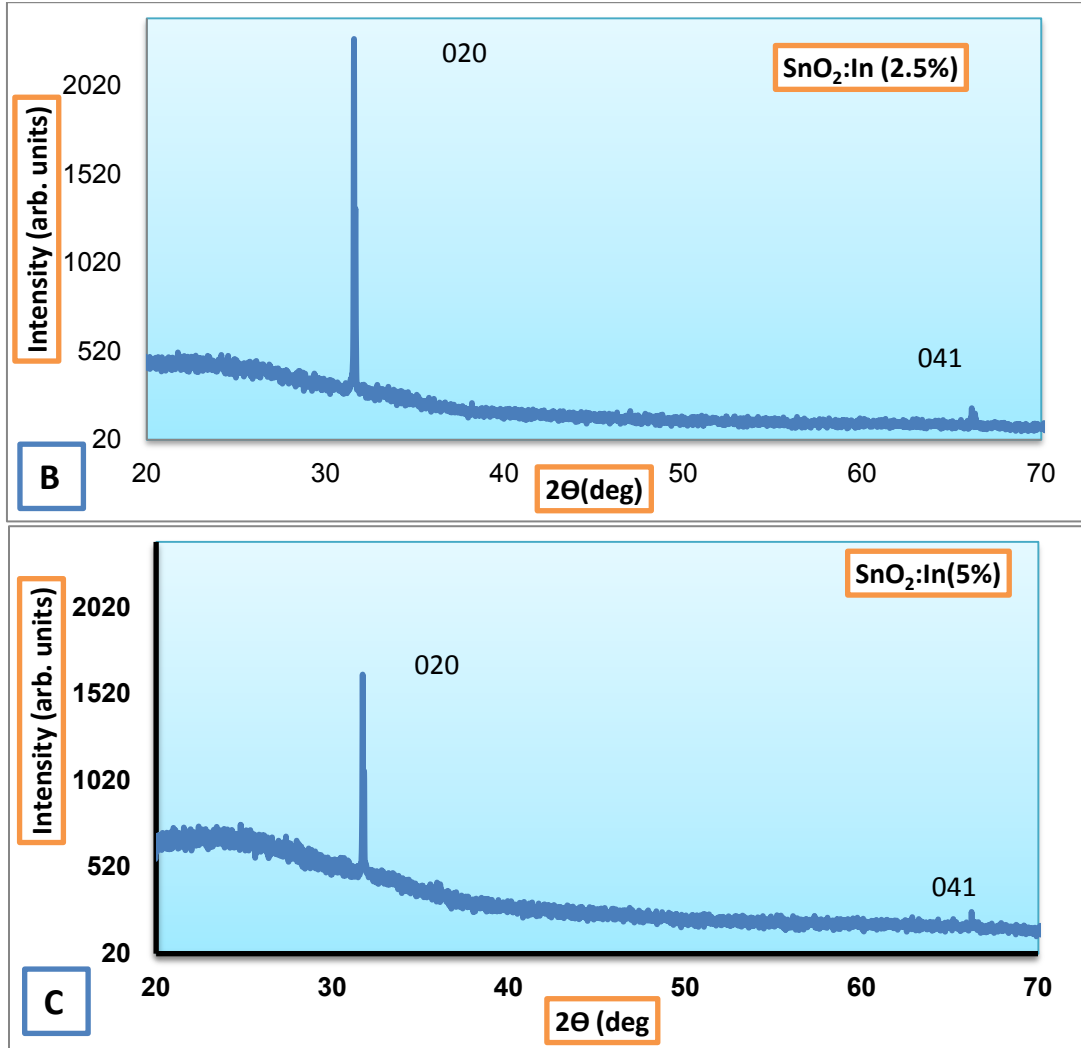 020
SnO₂:In (2.5%)
2020
1520
1020
520
20
Intensity (arb. units)
041
B
20 30 40 50 60 70
2Θ(deg)
SnO₂:In(5%)
020
2020
1520
1020
520
20
Intensity (arb. units)
041
C
20 30 40 50 60 70
2Θ (deg